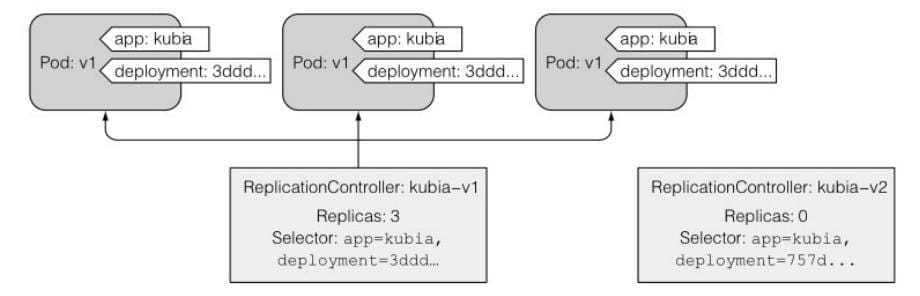 app: kubia
Pod: v1
deployment: 3ddd...
app: kubia
Pod: v1
deployment: 3ddd...
app: kubia
Pod: v1
deployment: 3ddd...
ReplicationController: kubia-v1
Replicas: 3
Selector: app=kubia,
deployment=3ddd…
ReplicationController: kubia-v2
Replicas: 0
Selector: app=kubia,
deployment=757d...